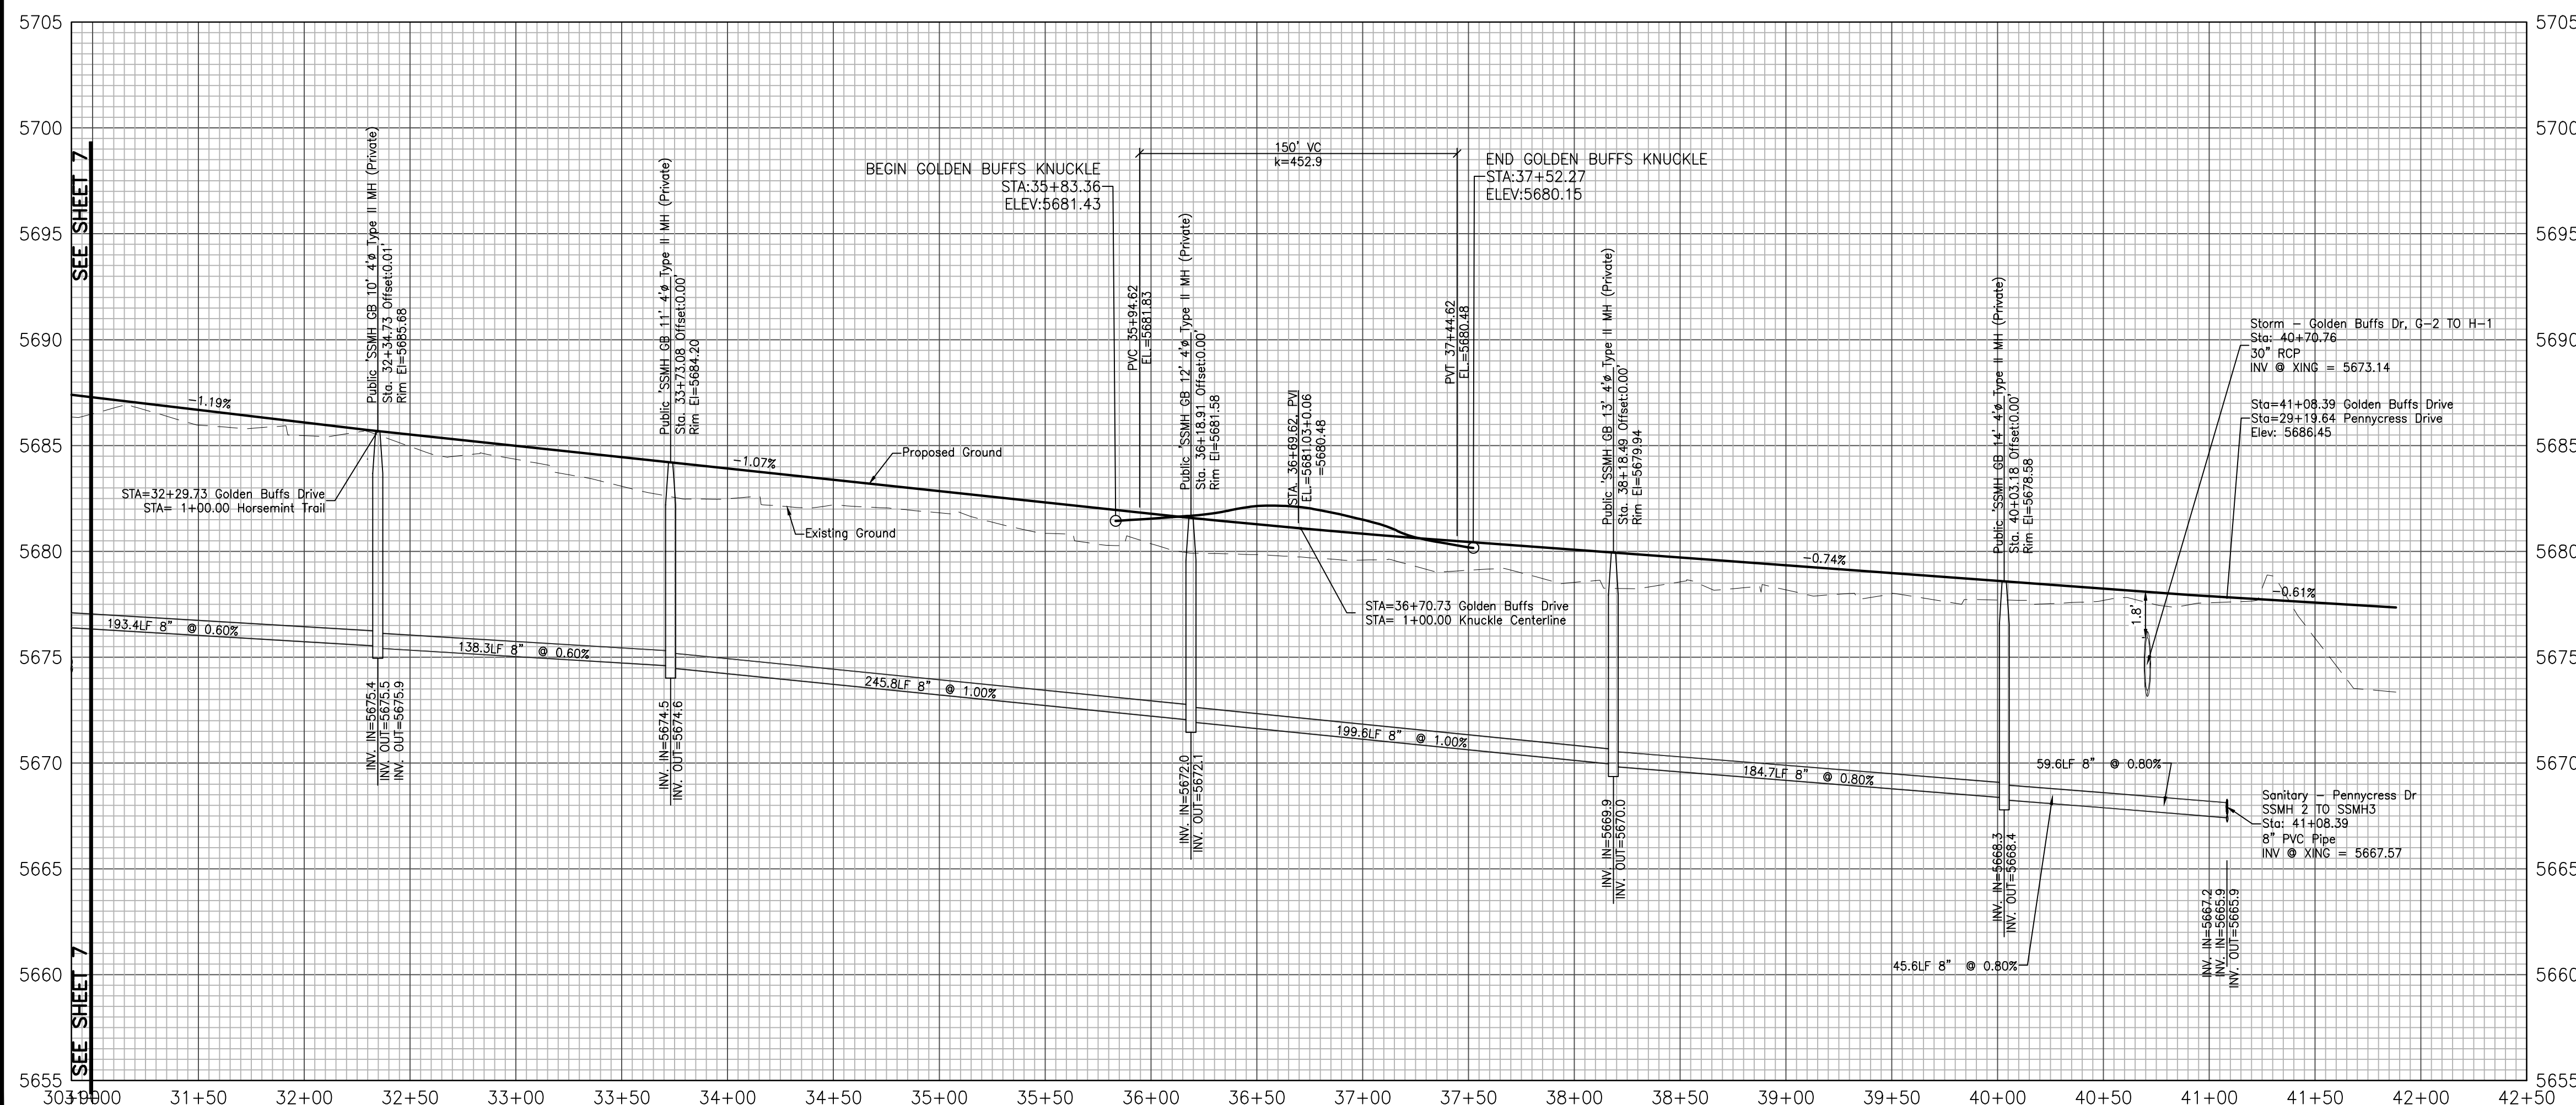 5705
5700
5695
5690
5685
5680
5675
5670
5665
5660
5655
5705
5700
5695
5690
5685
5680
5675
5670
5665
5660
5655
SEE SHEET 7
SEE SHEET 7
-1.19%
Public 'SSMH GB 10' 4'ø Type II MH (Private)
Sta. 32+34.73 Offset:0.01'
Rim El=5685.68
STA=32+29.73 Golden Buffs Drive
STA= 1+00.00 Horsemint Trail
Public 'SSMH GB 11' 4'ø Type II MH (Private)
Sta. 33+73.08 Offset:0.00'
Rim El=5684.20
-1.07%
Proposed Ground
Existing Ground
BEGIN GOLDEN BUFFS KNUCKLE
STA:35+83.36
ELEV:5681.43
150' VC
k=452.9
PVC 35+94.62
EL.=5681.83
Public 'SSMH GB 12' 4'ø Type II MH (Private)
Sta. 36+18.91 Offset:0.00'
Rim El=5681.58
STA. 36+69.62, PVI
EL.=568103+0.06
=5680.48
PVT 37+44.62
EL.=5680.48
END GOLDEN BUFFS KNUCKLE
STA:37+52.27
ELEV:5680.15
STA=36+70.73 Golden Buffs Drive
STA= 1+00.00 Knuckle Centerline
Public 'SSMH GB 13' 4'ø Type II MH (Private)
Sta. 38+18.49 Offset:0.00'
Rim El=5679.94
-0.74%
Public 'SSMH GB 14' 4'ø Type II MH (Private)
Sta. 40+03.18 Offset:0.00'
Rim El=5678.58
Storm - Golden Buffs Dr, G-2 TO H-1
Sta: 40+70.76
30" RCP
INV @ XING = 5673.14
Sta=41+08.39 Golden Buffs Drive
Sta=29+19.64 Pennycress Drive
Elev: 5686.45
-0.61%
1.8'
193.4LF 8" @ 0.60%
138.3LF 8" @ 0.60%
245.8LF 8" @ 1.00%
199.6LF 8" @ 1.00%
184.7LF 8" @ 0.80%
59.6LF 8" @ 0.80%
45.6LF 8" @ 0.80%
Sanitary - Pennycress Dr
SSMH 2 TO SSMH3
Sta: 41+08.39
8" PVC Pipe
INV @ XING = 5667.57
INV. IN=5675.4
INV. OUT=5675.5
INV. OUT=5675.9
INV. IN=5674.5
INV. OUT=5674.6
INV. IN=5672.0
INV. OUT=5672.1
INV. IN=5669.9
INV. OUT=5670.0
INV. IN=5668.3
INV. OUT=5668.4
INV. IN=5667.2
INV. IN=5665.9
INV. OUT=5665.9
31+50
32+00
32+50
33+00
33+50
34+00
34+50
35+00
35+50
36+00
36+50
37+00
37+50
38+00
38+50
39+00
39+50
40+00
40+50
41+00
41+50
42+00
42+50